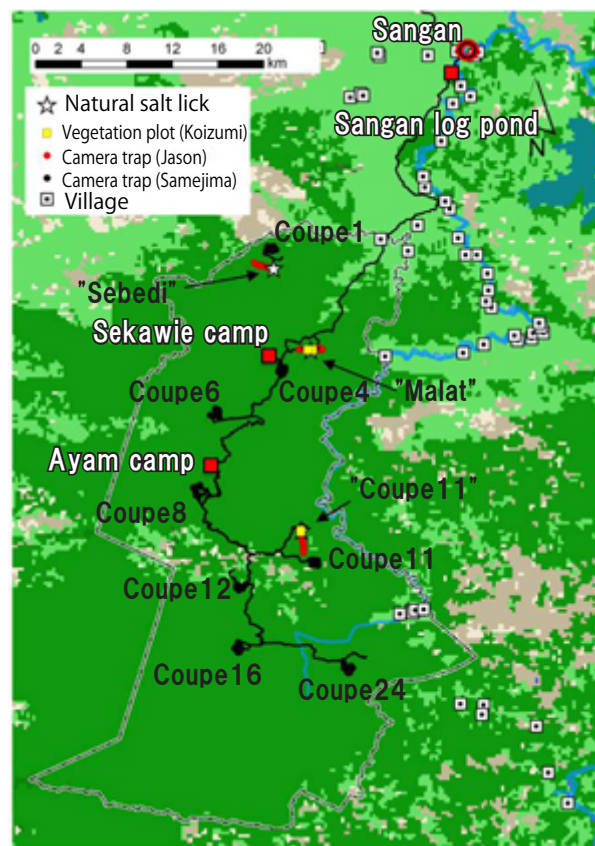 Sangan
0 2 4 8 12 16 20
km
Natural salt lick
Vegetation plot (Koizumi)
Camera trap (Jason)
Camera trap (Samejima)
Village
Sangan log pond
N
Coupe1
"Sebedi"
Sekawie camp
Coupe6
Coupe4
"Malat"
Ayam camp
Coupe8
"Coupe11"
Coupe11
Coupe12
Coupe16
Coupe24